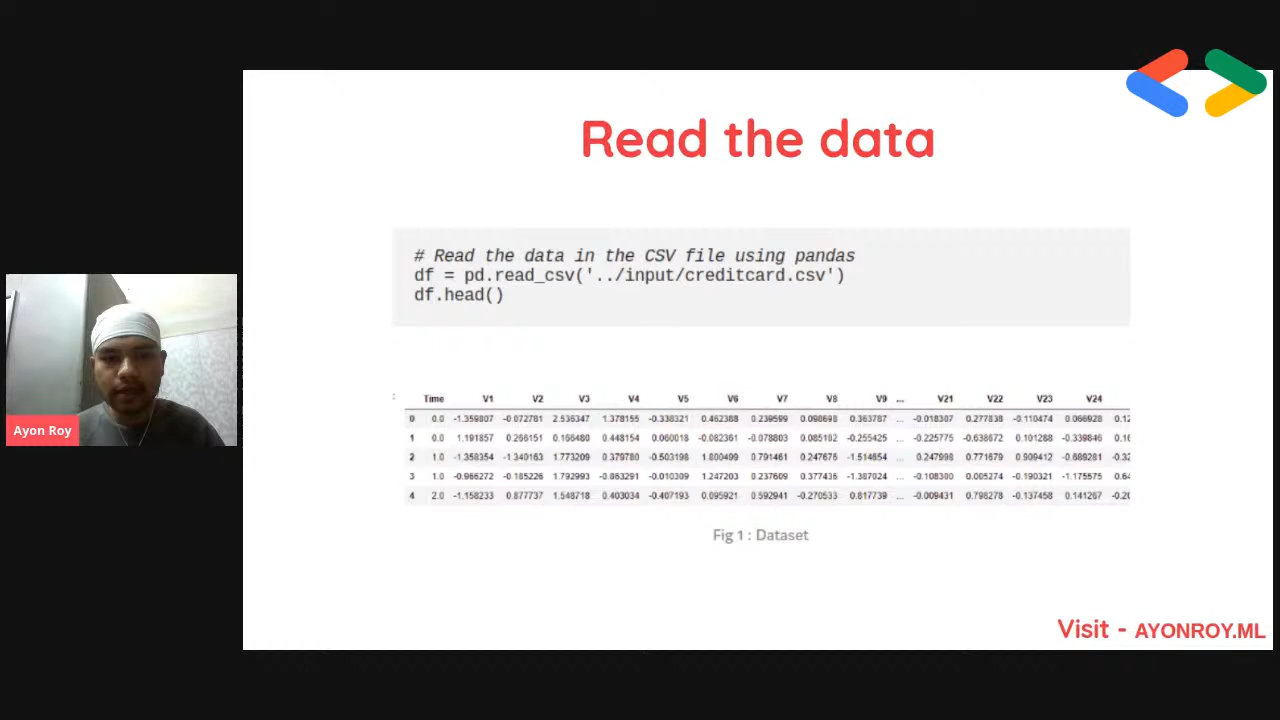 Read the data
# Read the data in the CSV file using pandas
df = pd.read_csv('../input/creditcard.csv')
df.head()
Time V1 V2 V3 V4 V5 V6 V7 V8 V9 ... V21 V22 V23 V24
0 0.0 -1.359807 -0.072781 2.536347 1.378155 -0.338321 0.462388 0.239599 0.098698 0.363787 ... -0.018307 0.277838 -0.110474 0.066928 0.12
1 0.0 1.191857 0.266151 0.166480 0.448154 0.060018 -0.082361 -0.078803 0.085102 -0.255425 ... -0.225775 -0.638672 0.101288 -0.339846 0.16
2 1.0 -1.358354 -1.340163 1.773209 0.379780 -0.503198 1.800499 0.791461 0.247676 -1.514654 ... 0.247998 0.771679 0.909412 -0.689281 -0.32
3 1.0 -0.966272 -0.185226 1.792993 -0.863291 -0.010309 1.247203 0.237609 0.377436 -1.387024 ... -0.108300 0.005274 -0.190321 -1.175575 0.64
4 2.0 -1.158233 0.877737 1.548718 0.403034 -0.407193 0.095921 0.592941 -0.270533 0.817739 ... -0.009431 0.798278 -0.137458 0.141267 -0.20
Fig 1 : Dataset
Ayon Roy
Visit - AYONROY.ML